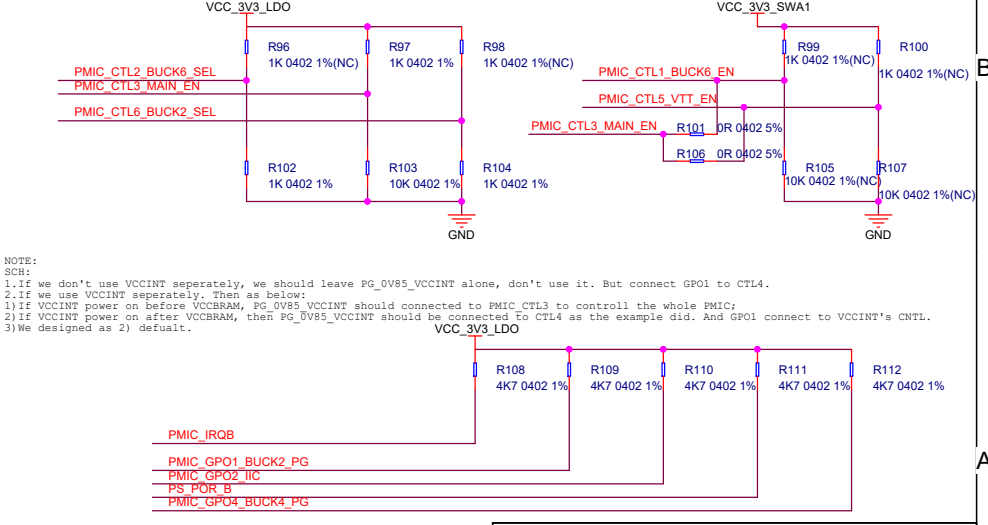 VCC_3V3_LDO
VCC_3V3_SWA1
R96
1K 0402 1%(NC)
R97
1K 0402 1%
R98
1K 0402 1%(NC)
R99
1K 0402 1%(NC)
R100
1K 0402 1%(NC)
B
PMIC_CTL2_BUCK6_SEL
PMIC_CTL3_MAIN_EN
PMIC_CTL6_BUCK2_SEL
PMIC_CTL1_BUCK6_EN
PMIC_CTL5_VTT_EN
PMIC_CTL3_MAIN_EN
R101 0R 0402 5%
R106 0R 0402 5%
R102
1K 0402 1%
R103
10K 0402 1%
R104
1K 0402 1%
R105
10K 0402 1%(NC)
R107
10K 0402 1%(NC)
GND
GND
NOTE:
SCH:
1.If we don't use VCCINT seperately, we should leave PG_0V85_VCCINT alone, don't use it. But connect GPO1 to CTL4.
2.If we use VCCINT seperately. Then as below:
1)If VCCINT power on before VCCBRAM, PG_0V85_VCCINT should connected to PMIC_CTL3 to controll the whole PMIC;
2)If VCCINT power on after VCCBRAM, then PG_0V85_VCCINT should be connected to CTL4 as the example did. And GPO1 connect to VCCINT's CNTL.
3)We designed as 2) defualt.
VCC_3V3_LDO
R108
4K7 0402 1%
R109
4K7 0402 1%
R110
4K7 0402 1%
R111
4K7 0402 1%
R112
4K7 0402 1%
PMIC_IRQB
PMIC_GPO1_BUCK2_PG
PMIC_GPO2_IIC
PS_POR_B
PMIC_GPO4_BUCK4_PG
A